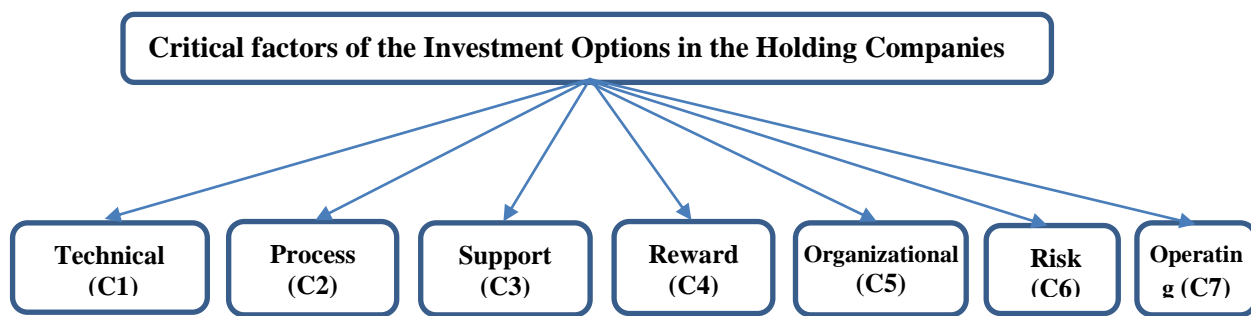 Critical factors of the Investment Options in the Holding Companies
Technical
(C1)
Process
(C2)
Support
(C3)
Reward
(C4)
Organizational
(C5)
Risk
(C6)
Operatin
g (C7)